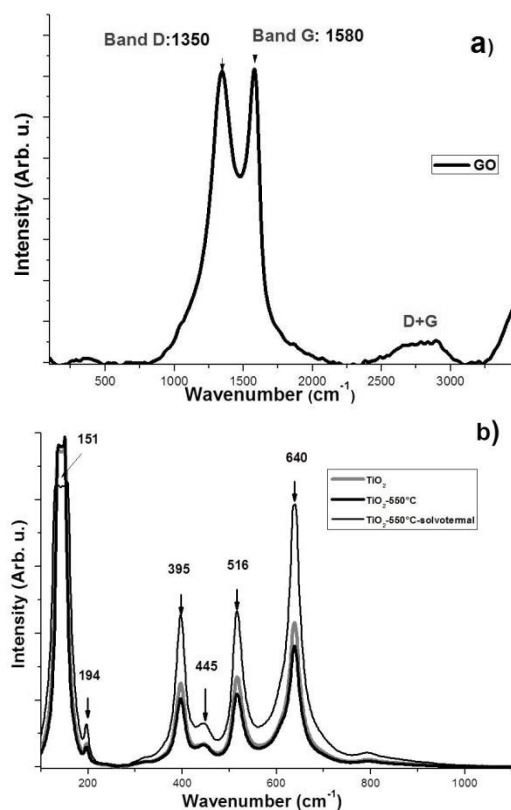 Band D:1350
Band G: 1580
a)
Intensity (Arb. u.)
GO
D+G
500
1000
1500
2000
2500
3000
Wavenumber (cm⁻¹)
b)
151
640
TiO₂
TiO₂-550°C
TiO₂-550°C-solvotermal
395
516
445
194
Intensity (Arb. u.)
200
400
600
800
1000
Wavenumber (cm⁻¹)